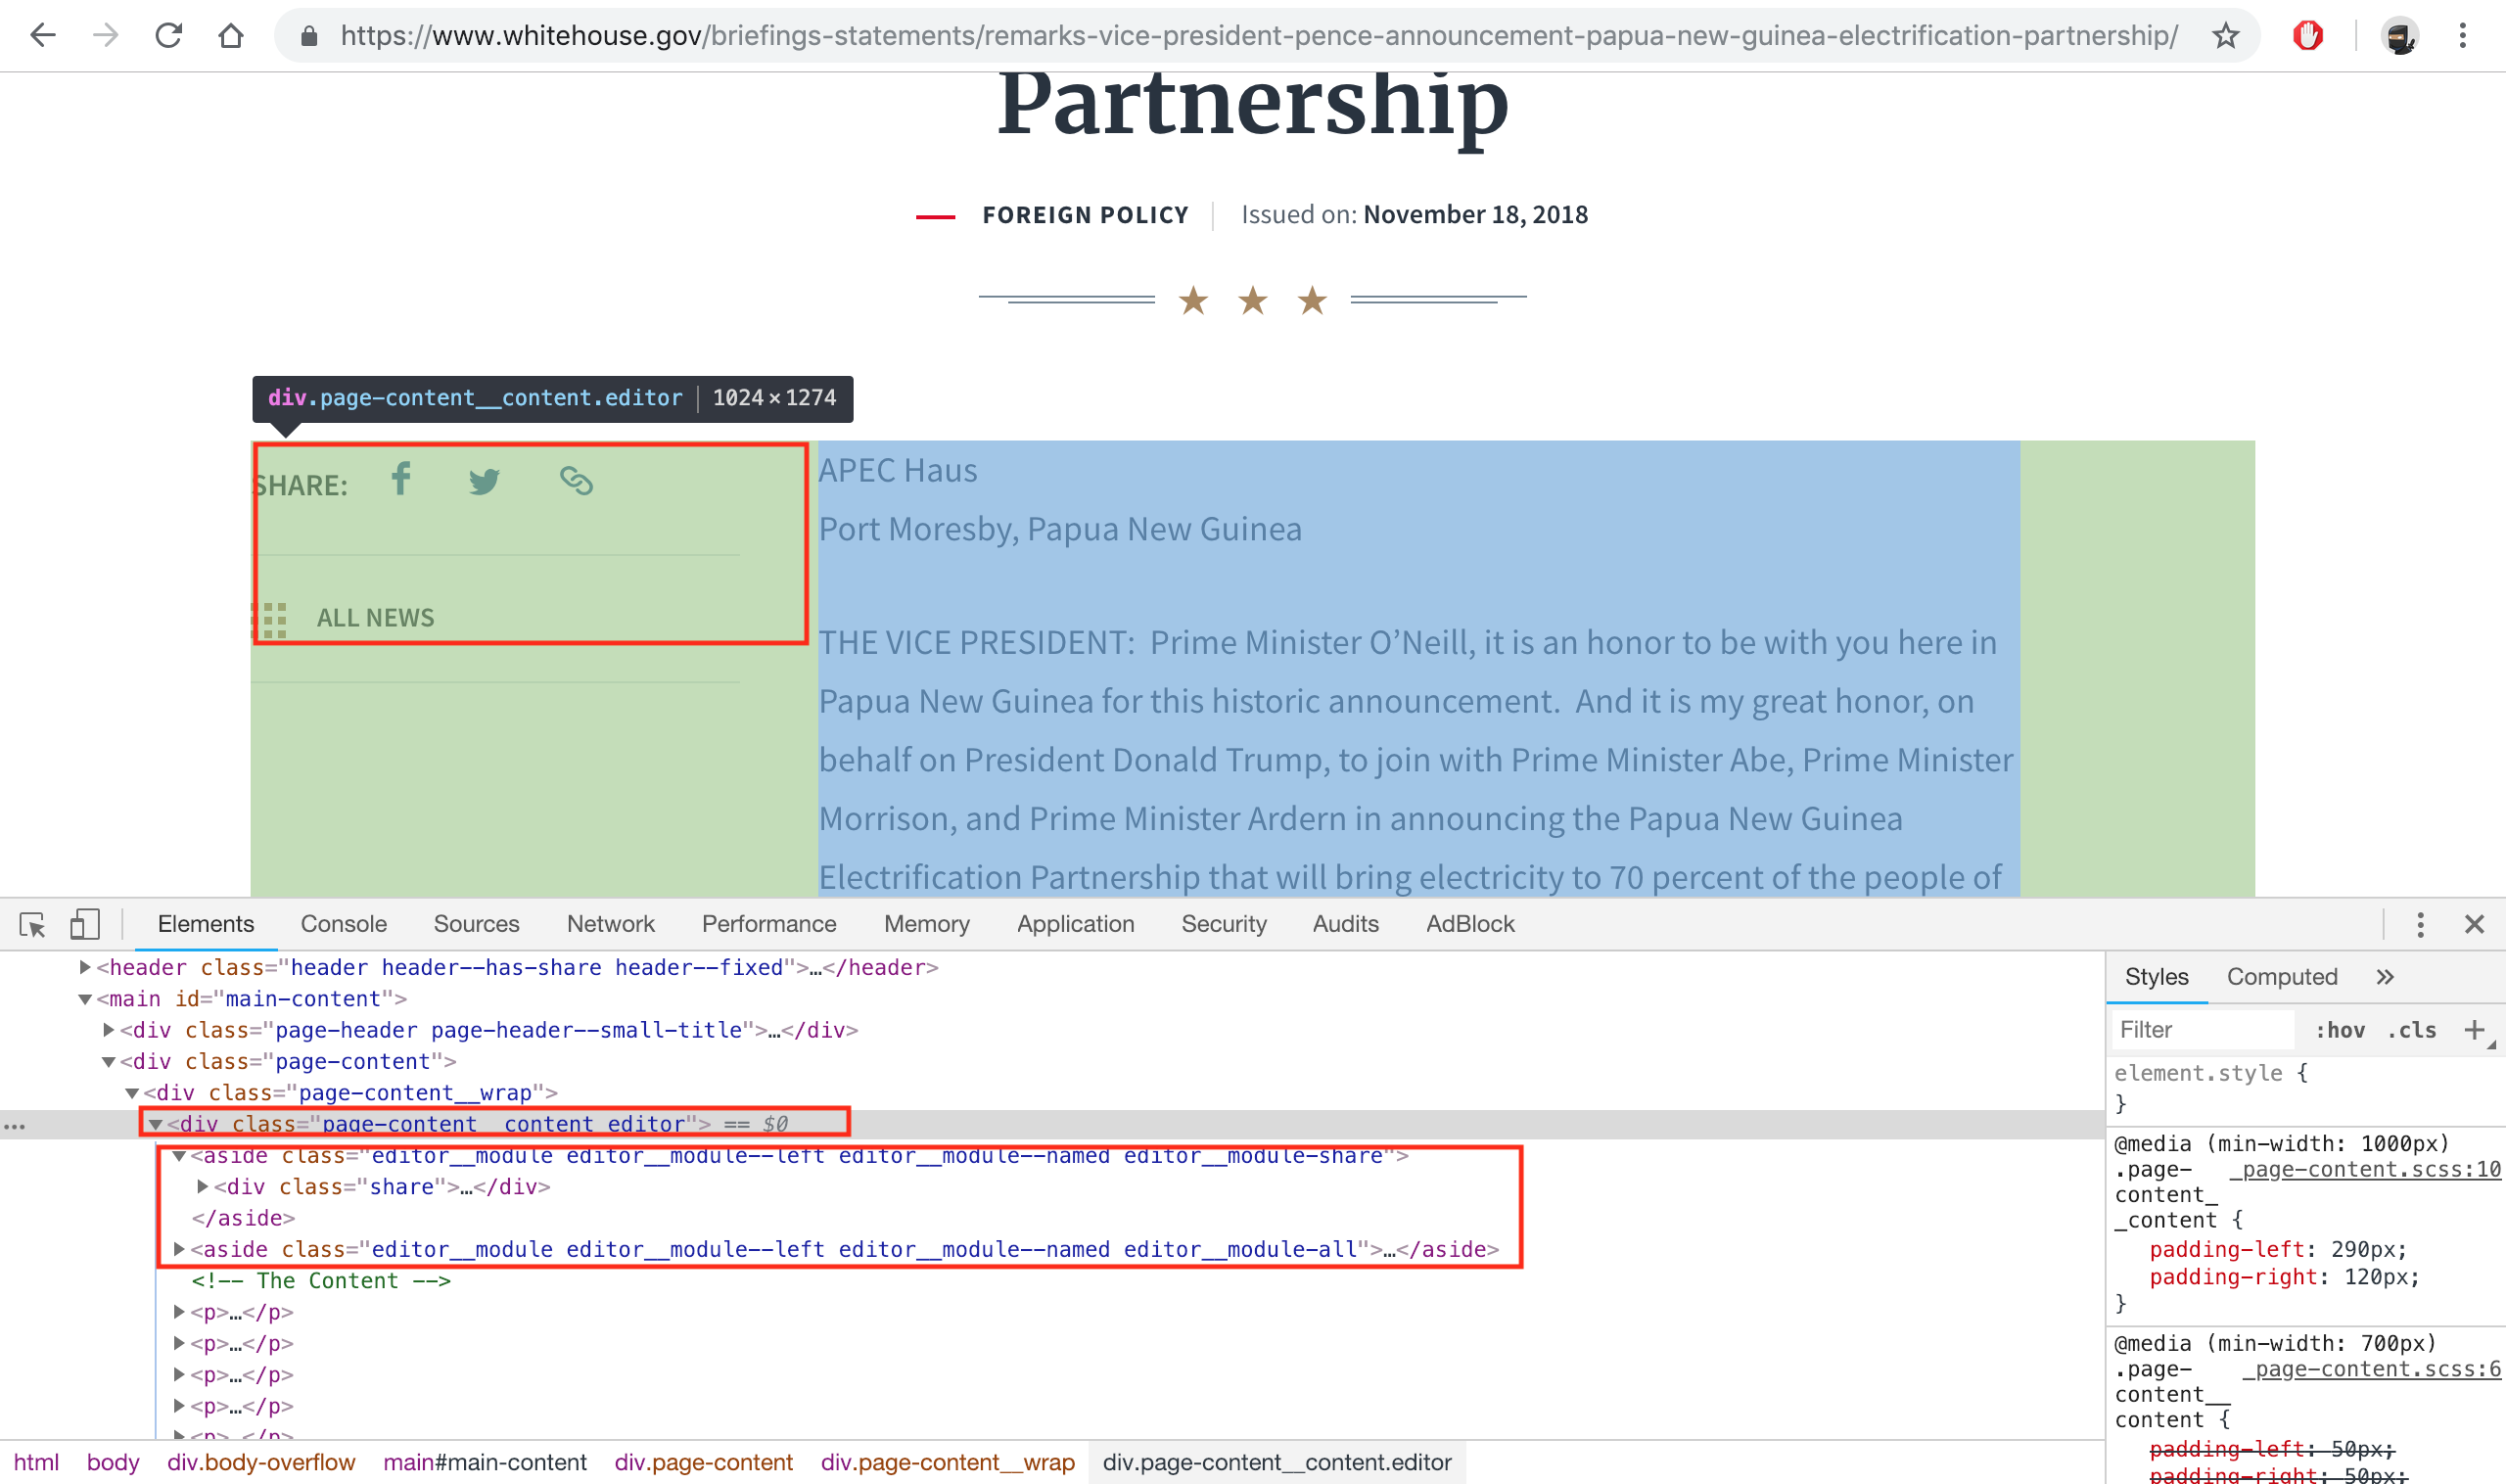 https://www.whitehouse.gov/briefings-statements/remarks-vice-president-pence-announcement-papua-new-guinea-electrification-partnership/
Partnership
FOREIGN POLICY Issued on: November 18, 2018
div.page-content__content.editor 1024×1274
SHARE:
ALL NEWS
APEC Haus
Port Moresby, Papua New Guinea
THE VICE PRESIDENT:  Prime Minister O’Neill, it is an honor to be with you here in
Papua New Guinea for this historic announcement.  And it is my great honor, on
behalf on President Donald Trump, to join with Prime Minister Abe, Prime Minister
Morrison, and Prime Minister Ardern in announcing the Papua New Guinea
Electrification Partnership that will bring electricity to 70 percent of the people of
Elements Console Sources Network Performance Memory Application Security Audits AdBlock
<header class="header header--has-share header--fixed">…</header>
<main id="main-content">
<div class="page-header page-header--small-title">…</div>
<div class="page-content">
<div class="page-content__wrap">
<div class="page-content__content editor"> == $0
<aside class="editor__module editor__module--left editor__module--named editor__module-share">
<div class="share">…</div>
</aside>
<aside class="editor__module editor__module--left editor__module--named editor__module-all">…</aside>
<!-- The Content -->
<p>…</p>
<p>…</p>
<p>…</p>
<p>…</p>
<p>…</p>
html body div.body-overflow main#main-content div.page-content div.page-content__wrap div.page-content__content.editor
Styles Computed »
Filter :hov .cls +
element.style {
}
@media (min-width: 1000px)
.page- _page-content.scss:10
content_
_content {
padding-left: 290px;
padding-right: 120px;
}
@media (min-width: 700px)
.page- _page-content.scss:6
content__
content {
padding-left: 50px;
padding-right: 50px;